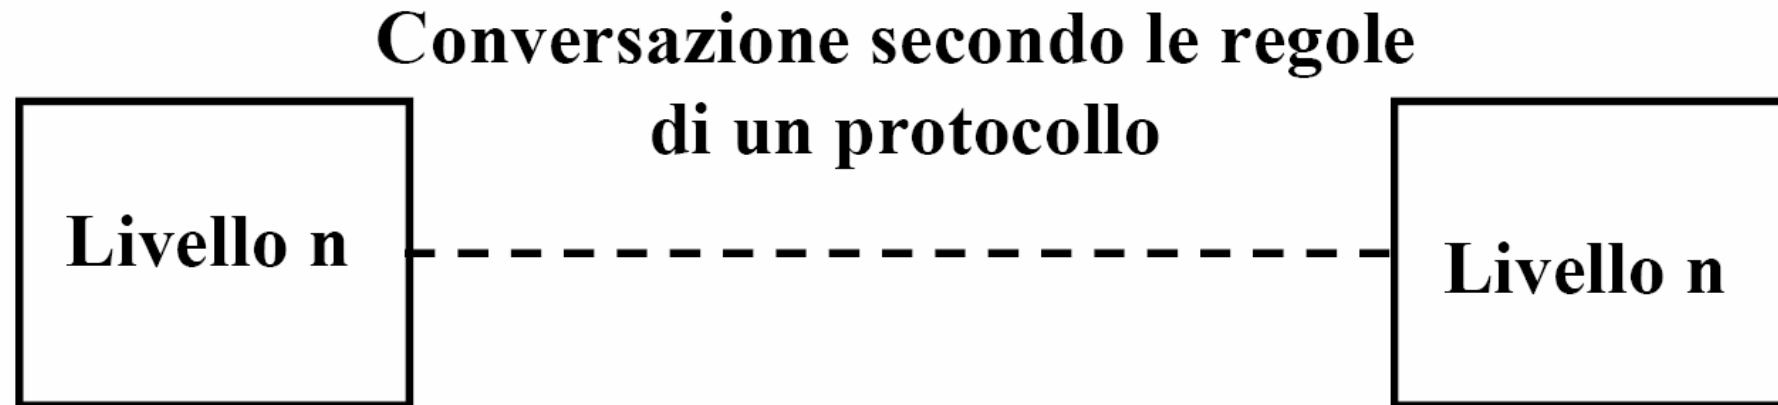 Conversazione secondo le regole
di un protocollo
Livello n
Livello n